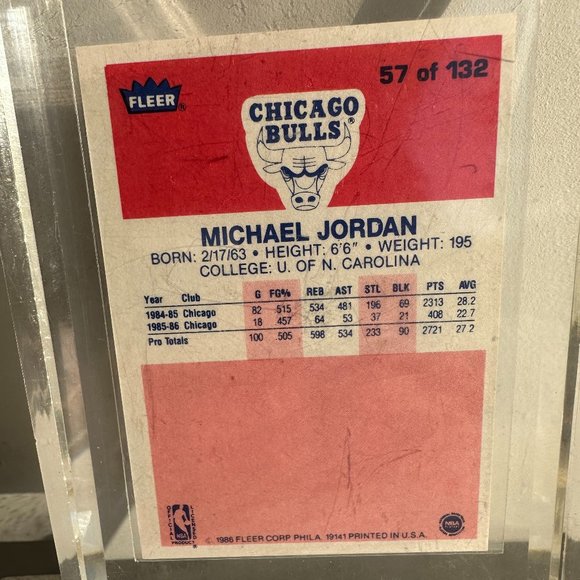 57 of 132
FLEER®
CHICAGO
BULLS®
MICHAEL JORDAN
BORN: 2/17/63 • HEIGHT: 6'6" • WEIGHT: 195
COLLEGE: U. OF N. CAROLINA
Year Club G FG% REB AST STL BLK PTS AVG
1984-85 Chicago 82 .515 534 481 196 69 2313 28.2
1985-86 Chicago 18 .457 64 53 37 21 408 22.7
Pro Totals 100 .505 598 534 233 90 2721 27.2
NBA
PRODUCT
© 1986 FLEER CORP PHILA. 19141 PRINTED IN U.S.A.
NBA